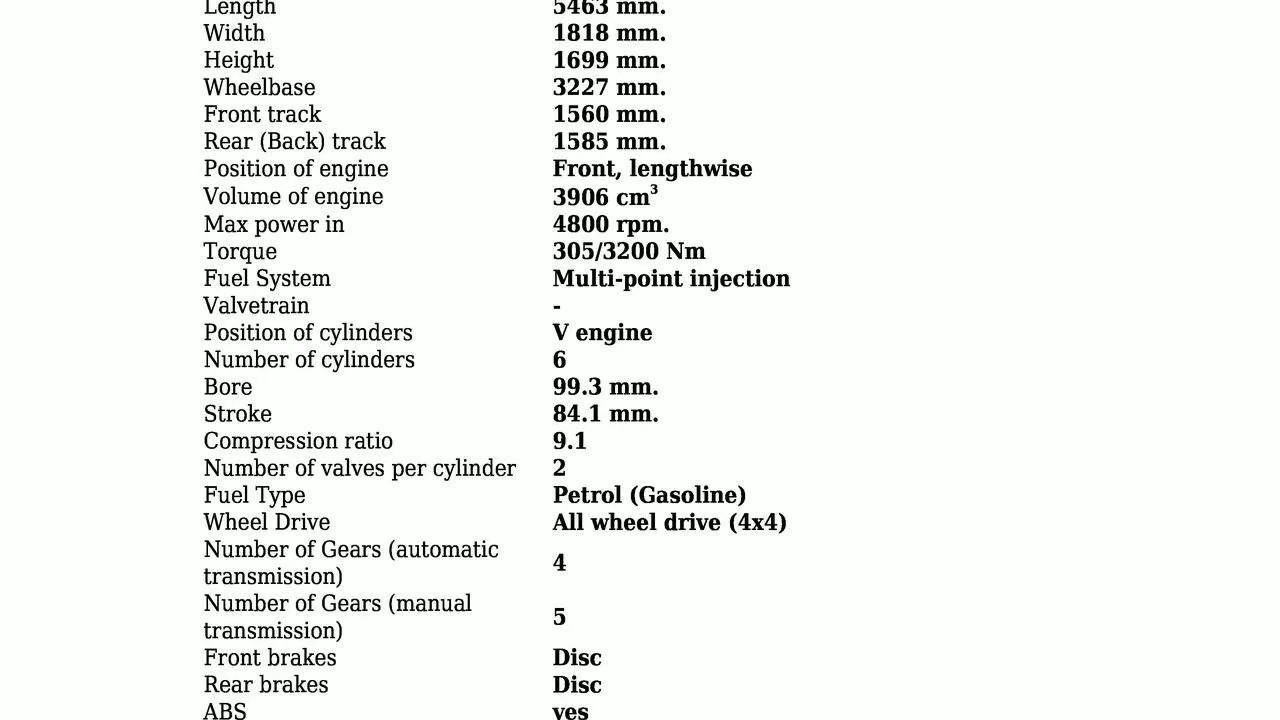 Length 5463 mm.
Width 1818 mm.
Height 1699 mm.
Wheelbase 3227 mm.
Front track 1560 mm.
Rear (Back) track 1585 mm.
Position of engine Front, lengthwise
Volume of engine 3906 cm³
Max power in 4800 rpm.
Torque 305/3200 Nm
Fuel System Multi-point injection
Valvetrain -
Position of cylinders V engine
Number of cylinders 6
Bore 99.3 mm.
Stroke 84.1 mm.
Compression ratio 9.1
Number of valves per cylinder 2
Fuel Type Petrol (Gasoline)
Wheel Drive All wheel drive (4x4)
Number of Gears (automatic
transmission) 4
Number of Gears (manual
transmission) 5
Front brakes Disc
Rear brakes Disc
ABS yes